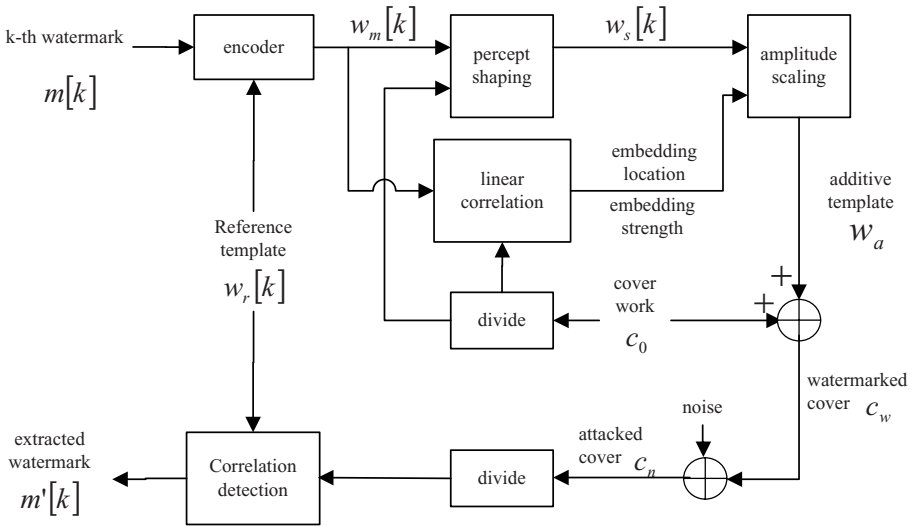 k-th watermark
m[k]
encoder
w_m[k]
percept
shaping
w_s[k]
amplitude
scaling
linear
correlation
embedding
location
embedding
strength
additive
template
w_a
Reference
template
w_r[k]
divide
cover
work
c_0
+
+
watermarked
cover c_w
noise
attacked
cover c_n
divide
Correlation
detection
extracted
watermark
m'[k]